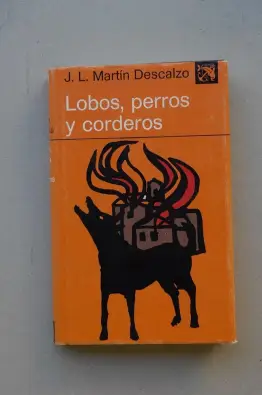 J. L. Martín Descalzo
Lobos, perros
y corderos